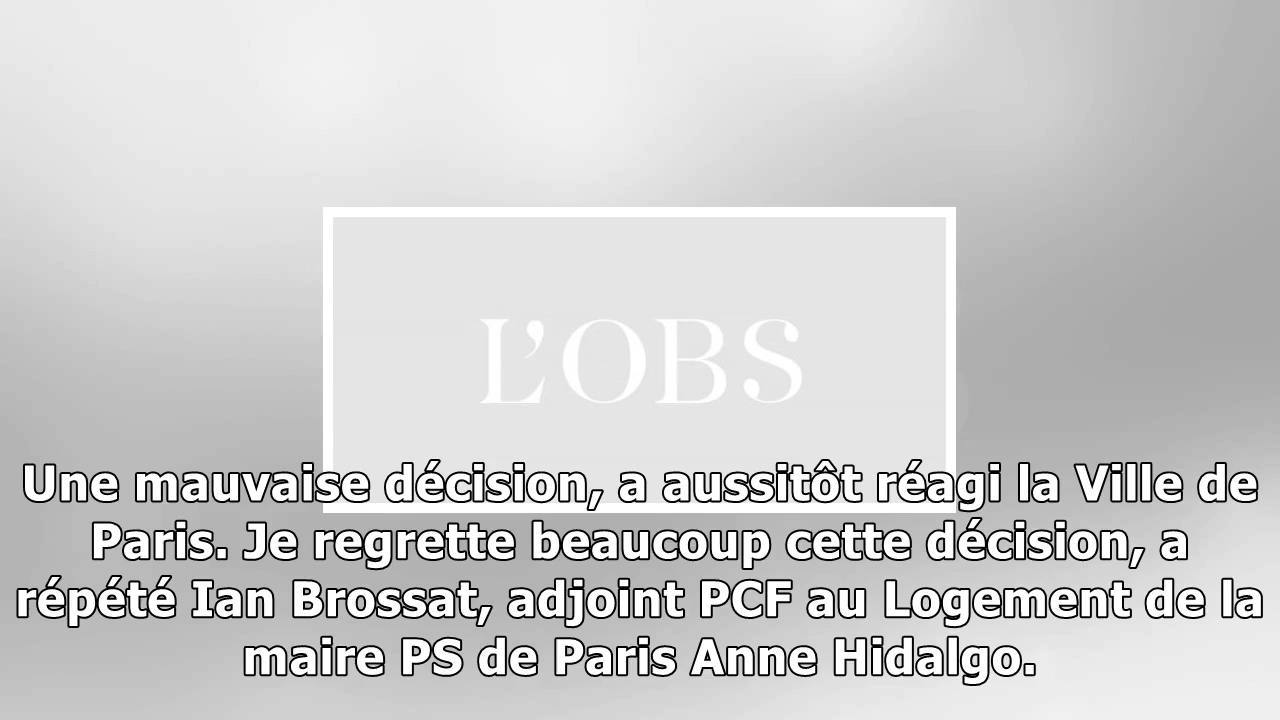 L'OBS
Une mauvaise décision, a aussitôt réagi la Ville de
Paris. Je regrette beaucoup cette décision, a
répété Ian Brossat, adjoint PCF au Logement de la
maire PS de Paris Anne Hidalgo.